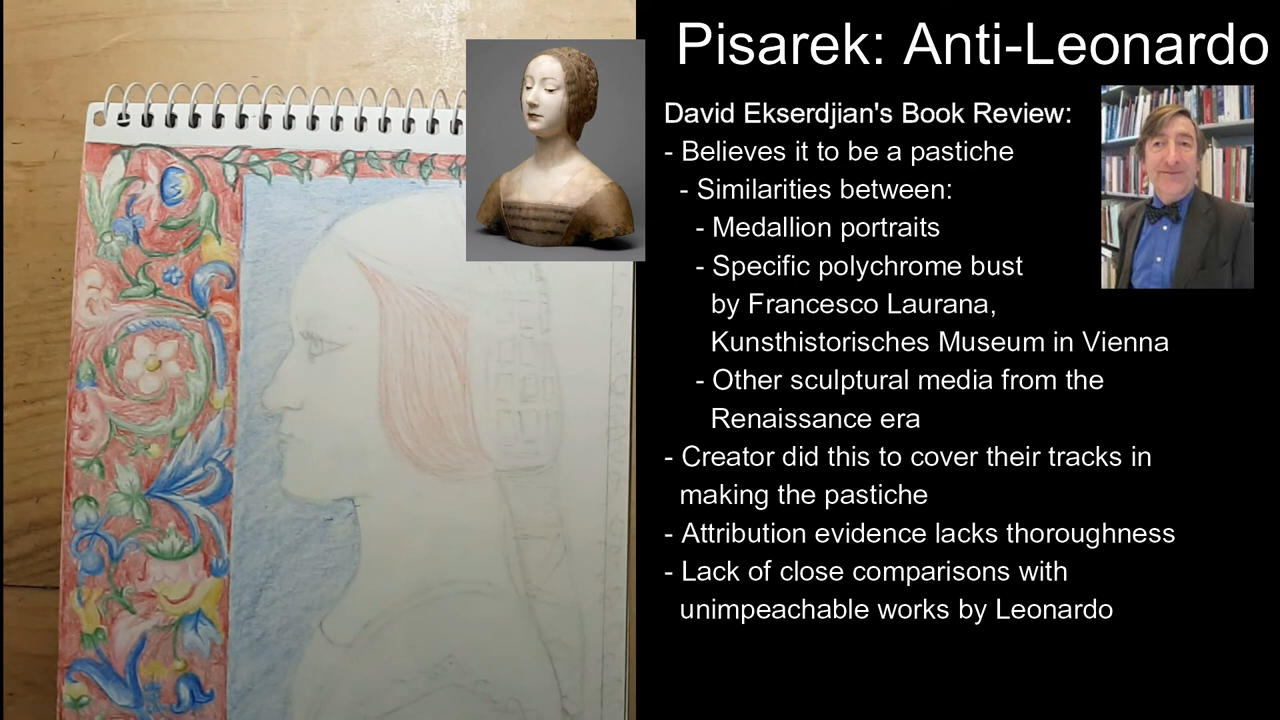 Pisarek: Anti-Leonardo
David Ekserdjian's Book Review:
- Believes it to be a pastiche
- Similarities between:
- Medallion portraits
- Specific polychrome bust
by Francesco Laurana,
Kunsthistorisches Museum in Vienna
- Other sculptural media from the
Renaissance era
- Creator did this to cover their tracks in
making the pastiche
- Attribution evidence lacks thoroughness
- Lack of close comparisons with
unimpeachable works by Leonardo